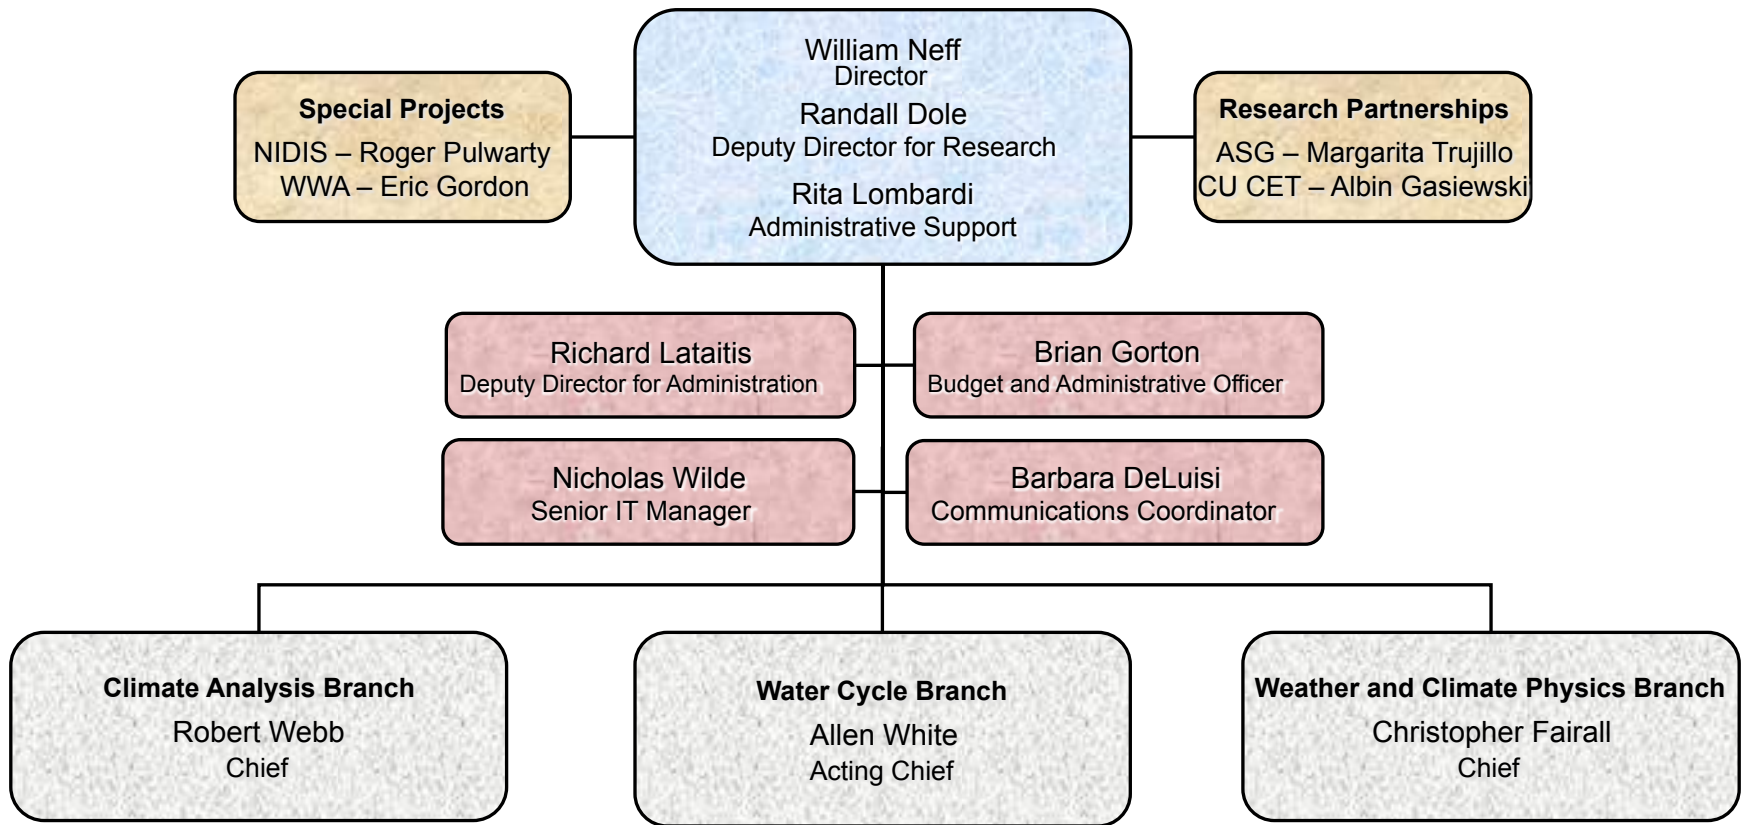 William Neff
Director
Randall Dole
Deputy Director for Research
Rita Lombardi
Administrative Support
Special Projects
NIDIS – Roger Pulwarty
WWA – Eric Gordon
Research Partnerships
ASG – Margarita Trujillo
CU CET – Albin Gasiewski
Richard Lataitis
Deputy Director for Administration
Brian Gorton
Budget and Administrative Officer
Nicholas Wilde
Senior IT Manager
Barbara DeLuisi
Communications Coordinator
Climate Analysis Branch
Robert Webb
Chief
Water Cycle Branch
Allen White
Acting Chief
Weather and Climate Physics Branch
Christopher Fairall
Chief